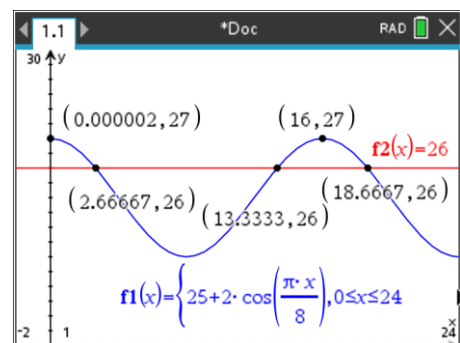 1.1 *Doc RAD
30 y
(0.000002,27) (16,27)
f2(x)=26
(2.66667,26) (13.3333,26) (18.6667,26)
f1(x)={25+2·cos(π·x/8),0≤x≤24
-2 1 x 24